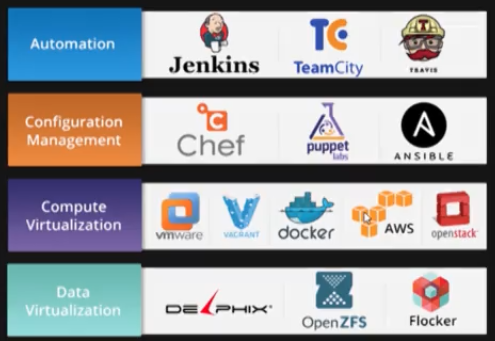 Automation
Jenkins
TeamCity
TRAVIS
Configuration
Management
Chef
puppet
labs
ANSIBLE
Compute
Virtualization
vmware
VAGRANT
docker
AWS
openstack
Data
Virtualization
DELPHIX
OpenZFS
Flocker